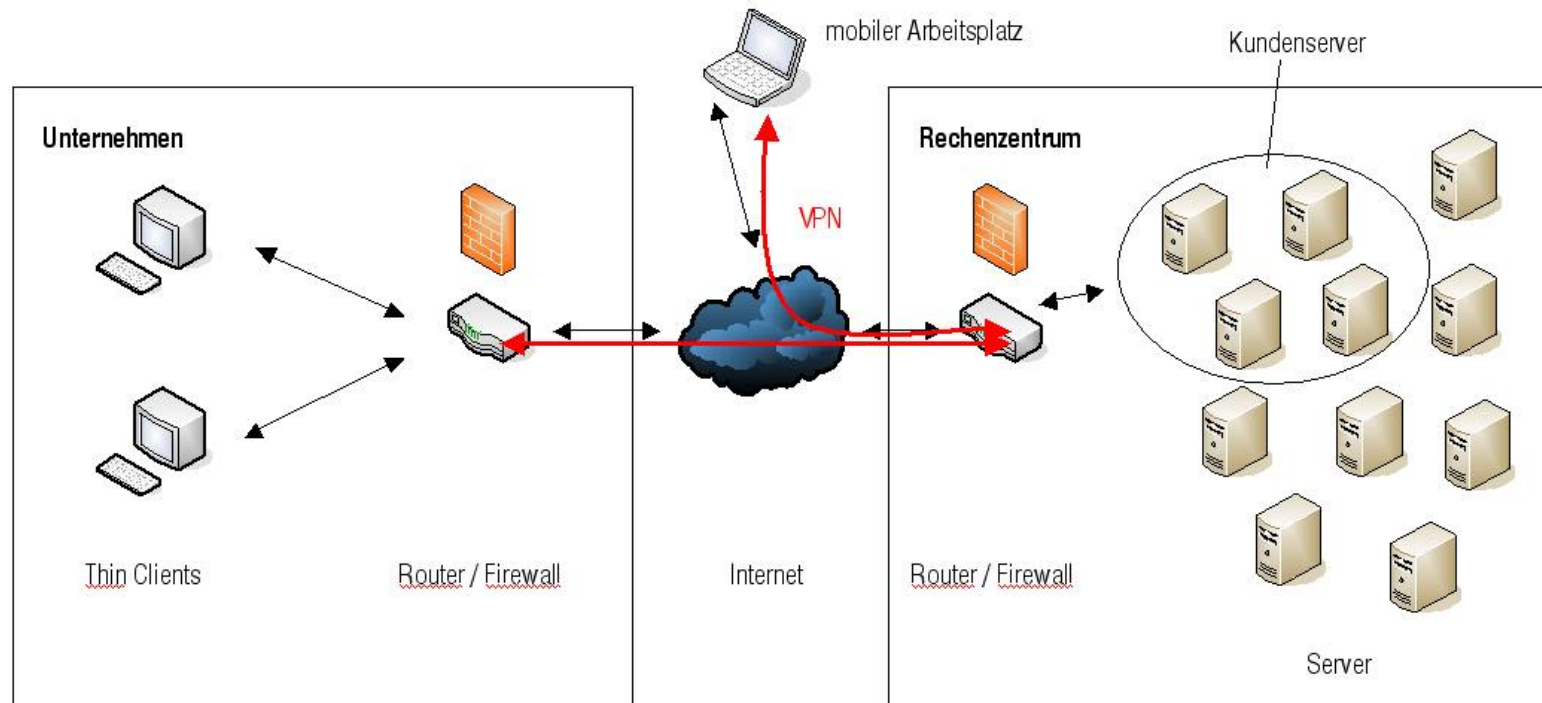 mobiler Arbeitsplatz
Kundenserver
Unternehmen
Rechenzentrum
VPN
Thin Clients
Router / Firewall
Internet
Router / Firewall
Server